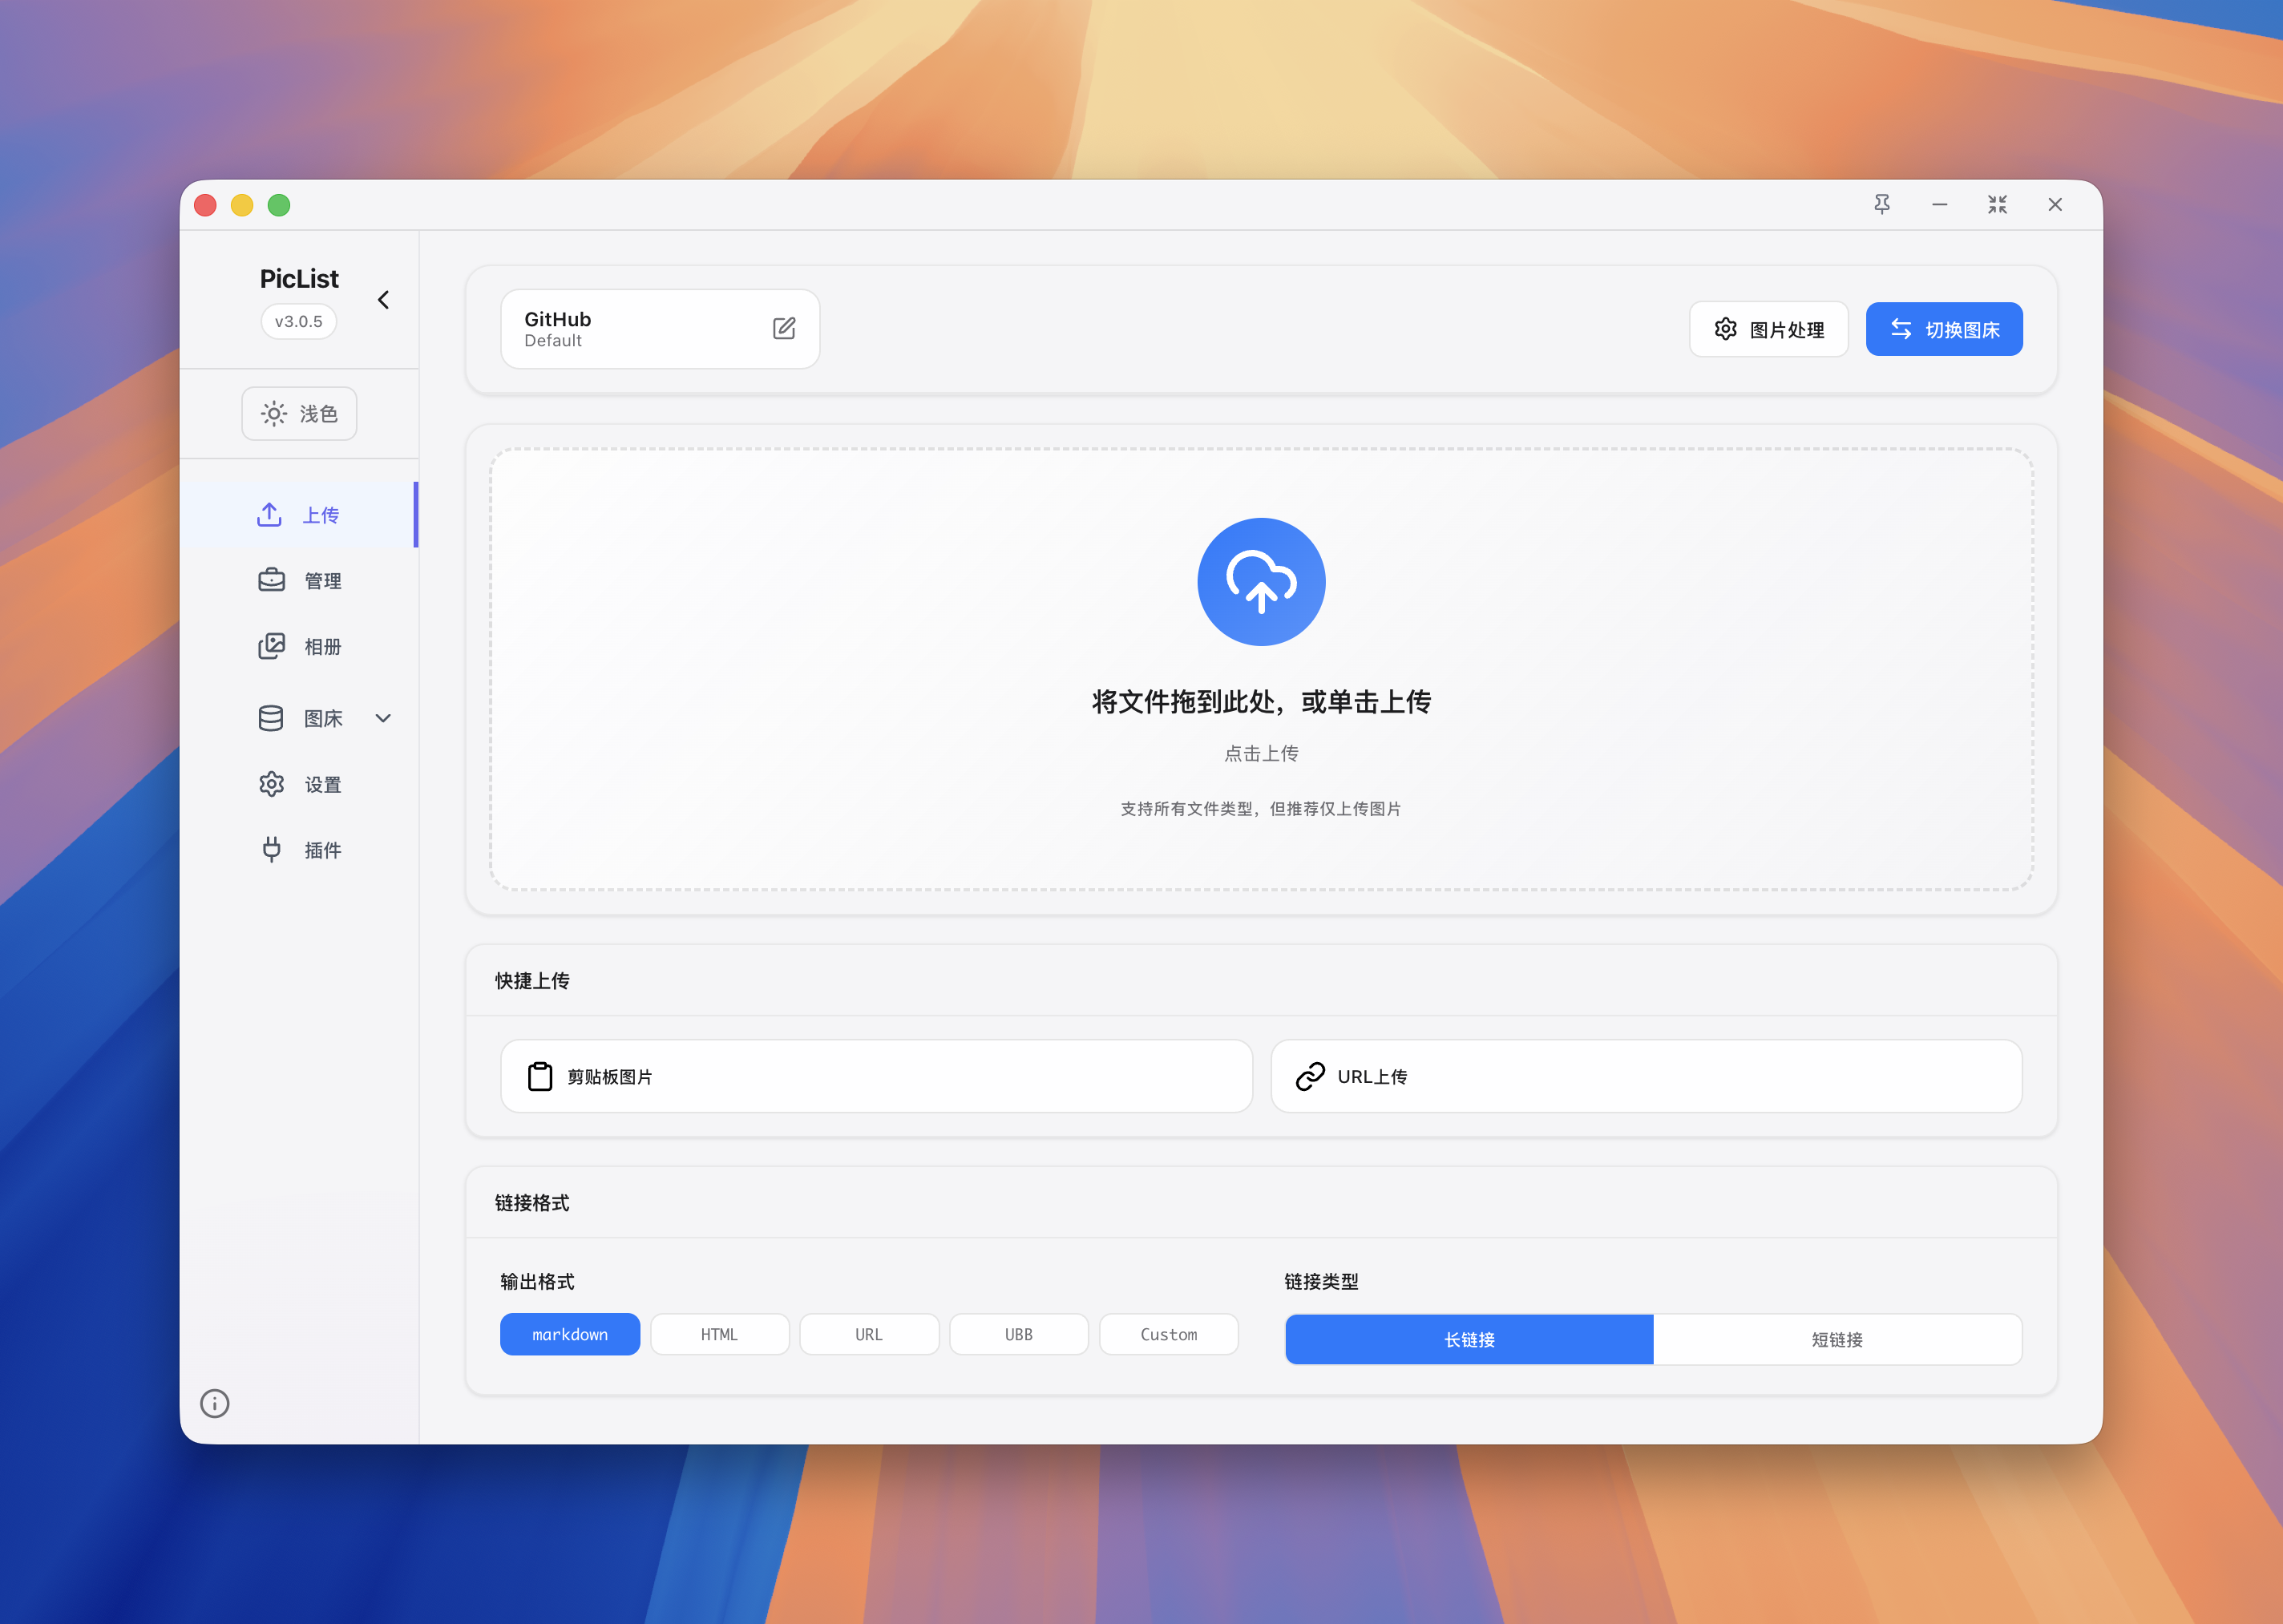 PicList
v3.0.5
浅色
上传
管理
相册
图床
设置
插件
GitHub
Default
图片处理
切换图床
将文件拖到此处，或单击上传
点击上传
支持所有文件类型，但推荐仅上传图片
快捷上传
剪贴板图片
URL上传
链接格式
输出格式
markdown
HTML
URL
UBB
Custom
链接类型
长链接
短链接